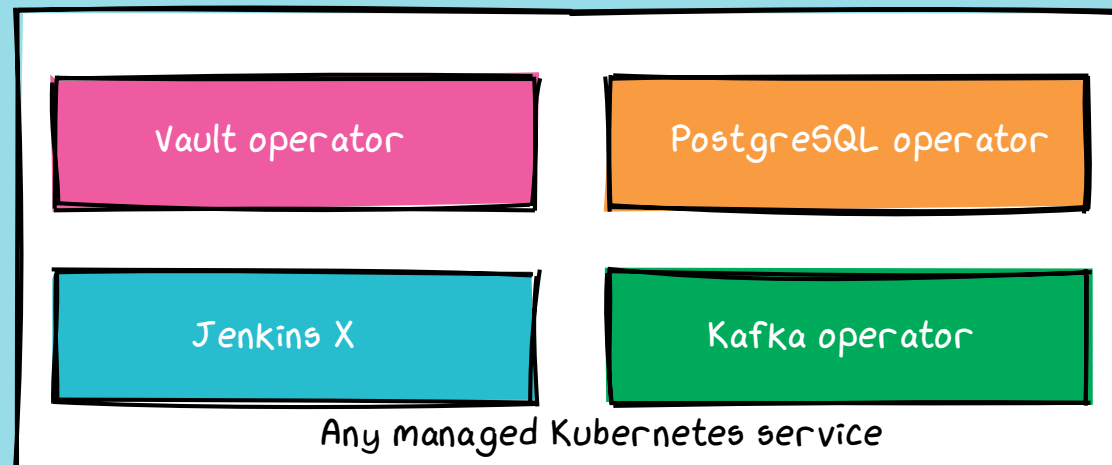 Vault operator
PostgreSQL operator
Jenkins X
Kafka operator
Any managed Kubernetes service